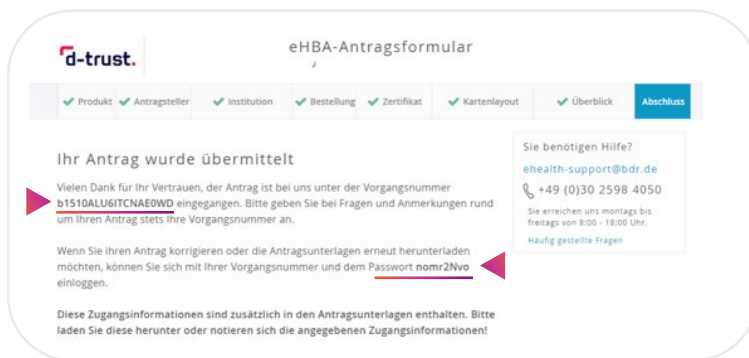 d-trust.
eHBA-Antragsformular
Produkt Antragsteller Institution Bestellung Zertifikat Kartenlayout Überblick Abschluss
Ihr Antrag wurde übermittelt
Vielen Dank für Ihr Vertrauen, der Antrag ist bei uns unter der Vorgangsnummer
b1510ALU6ITCNAE0WD eingegangen. Bitte geben Sie bei Fragen und Anmerkungen rund
um Ihren Antrag stets Ihre Vorgangsnummer an.
Wenn Sie ihren Antrag korrigieren oder die Antragsunterlagen erneut herunterladen
möchten, können Sie sich mit Ihrer Vorgangsnummer und dem Passwort nomr2Nvo
einloggen.
Diese Zugangsinformationen sind zusätzlich in den Antragsunterlagen enthalten. Bitte
laden Sie diese herunter oder notieren sich die angegebenen Zugangsinformationen!
Sie benötigen Hilfe?
ehealth-support@bdr.de
+49 (0)30 2598 4050
Sie erreichen uns montags bis
freitags von 8:00 - 18:00 Uhr.
Häufig gestellte Fragen